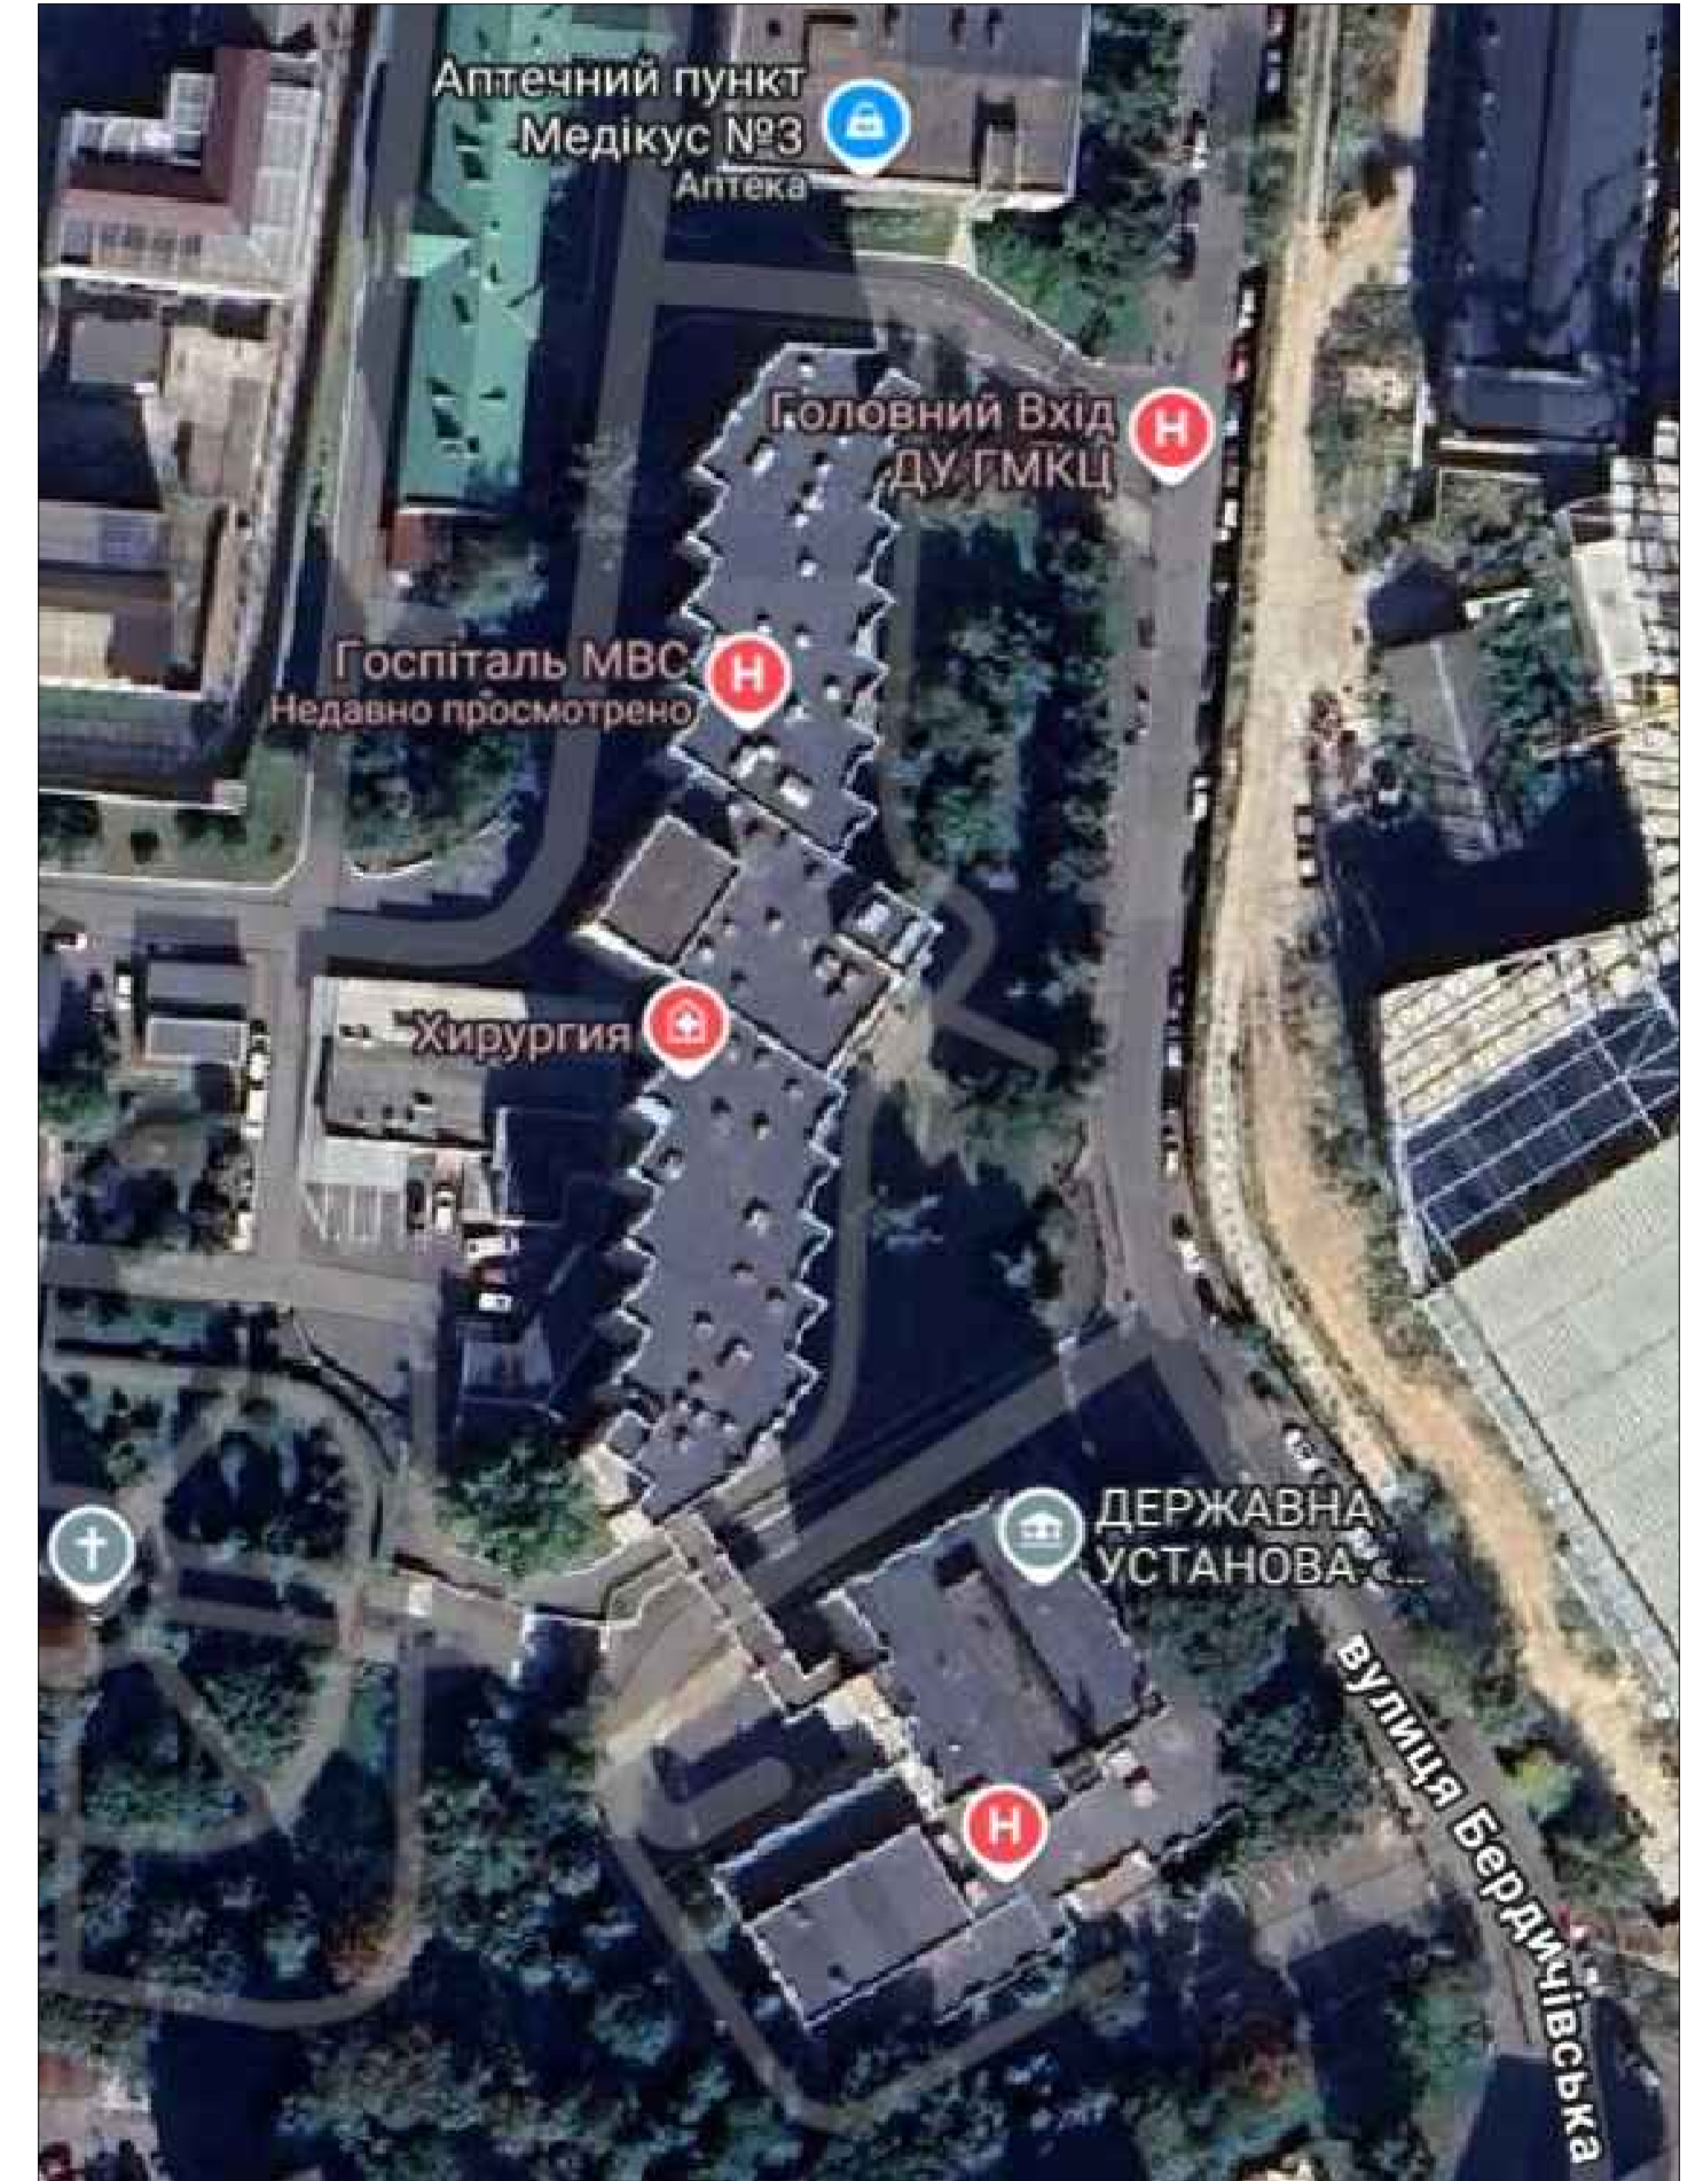 Аптечний пункт
Медікус №3
Аптека
Головний Вхід
ДУ ГМКЦ
Госпіталь МВС
Недавно просмотрено
Хирургия
ДЕРЖАВНА
УСТАНОВА «...
вулиця Бердичівська
H
H
H